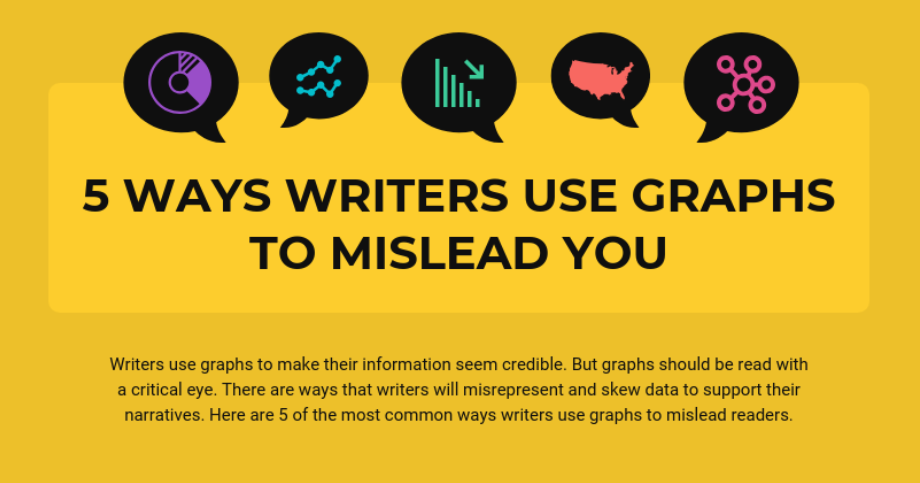 5 WAYS WRITERS USE GRAPHS
TO MISLEAD YOU
Writers use graphs to make their information seem credible. But graphs should be read with
a critical eye. There are ways that writers will misrepresent and skew data to support their
narratives. Here are 5 of the most common ways writers use graphs to mislead readers.